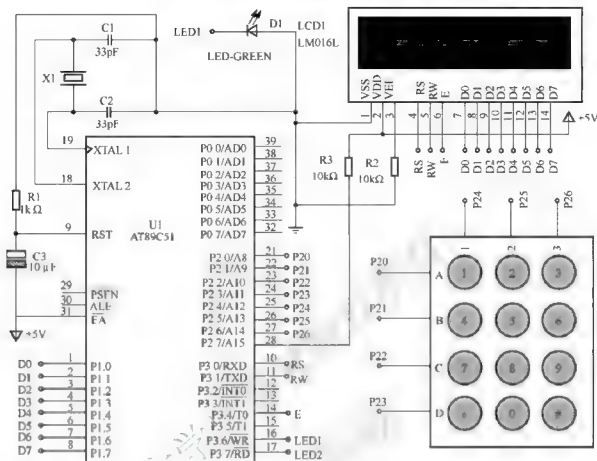 C1
33pF
X1
C2
33pF
LED1
D1
LED-GREEN
LCD1
LM016L
VSS
VDD
VEE
RS
RW
E
D0
D1
D2
D3
D4
D5
D6
D7
1
2
3
4
5
6
7
8
9
10
11
12
13
14
+5V
RS
RW
E
D0
D1
D2
D3
D4
D5
D6
D7
R3
10kΩ
R2
10kΩ
R1
1kΩ
C3
10 μF
+5V
U1
AT89C51
19 XTAL 1
18 XTAL 2
9 RST
29 PSEN
30 ALE
31 EA
D0 1 P1.0
D1 2 P1 1
D2 3 P1.2
D3 4 P1.3
D4 5 P1.4
D5 6 P1.5
D6 7 P1.6
D7 8 P1.7
P0 0/AD0 39
P0 1/AD1 38
P0 2/AD2 37
P0 3/AD3 36
P0 4/AD4 35
P0 5/AD5 34
P0 6/AD6 33
P0 7/AD7 32
P2 0/A8 21 P20
P2 1/A9 22 P21
P2 2/A10 23 P22
P2 3/A11 24 P23
P2 4/A12 25 P24
P2 5/A13 26 P25
P2 6/A14 27 P26
P2 7/A15 28
P3 0/RXD 10 RS
P3 1/TXD 11 RW
P3.2/INT0 12
P3 3/INT1 13
P3.4/T0 14 E
P3 5/T1 15
P3 6/WR 16 LED1
P3 7/RD 17 LED2
P24
P25
P26
1
2
3
P20 A 1 2 3
P21 B 4 5 6
P22 C 7 8 9
P23 D 0 #